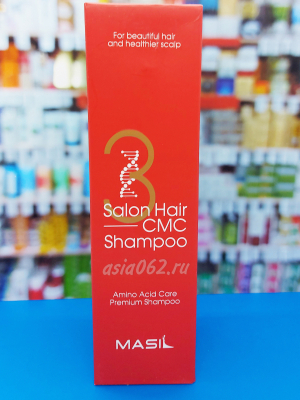 For beautiful hair
and healthier scalp
3
Salon Hair
CMC
Shampoo
asia062.ru
Amino Acid Care
Premium Shampoo
MASIL